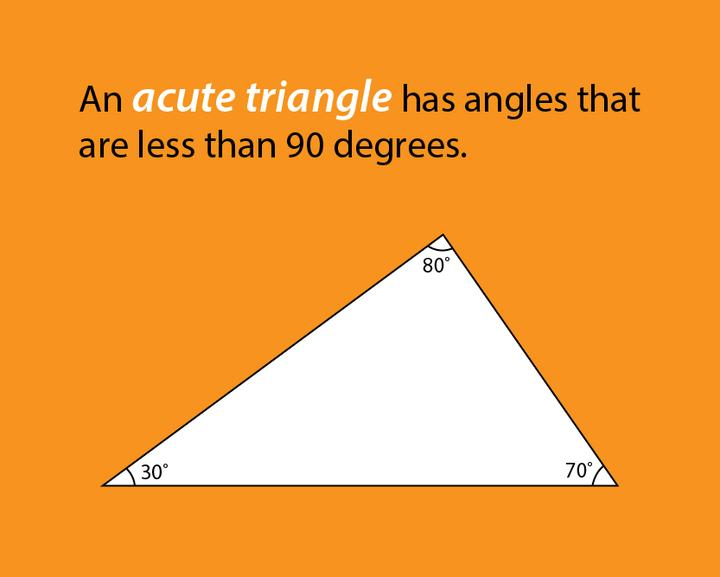 An acute triangle has angles that
are less than 90 degrees.
80°
30°
70°